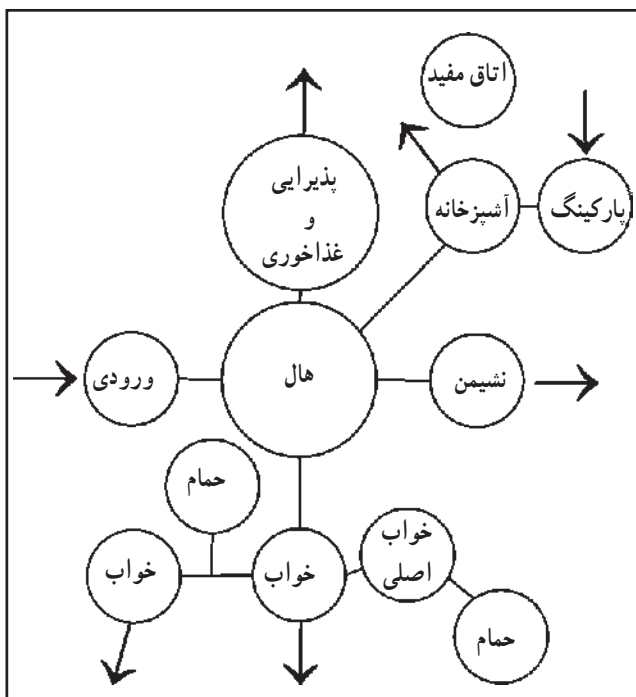 اتاق مفید
پذیرایی
و
غذاخوری
آشپزخانه
پارکینگ
ورودی
هال
نشیمن
حمام
خواب
خواب
خواب
اصلی
حمام